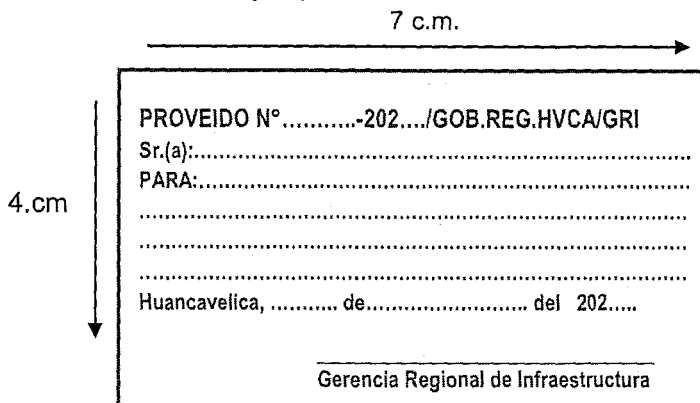 7 c.m.
4.cm
PROVEIDO N°...........-202..../GOB.REG.HVCA/GRI
Sr.(a):............................................................................
PARA:...........................................................................
....................................................................................
....................................................................................
....................................................................................
Huancavelica, ........... de.......................... del 202.....
Gerencia Regional de Infraestructura